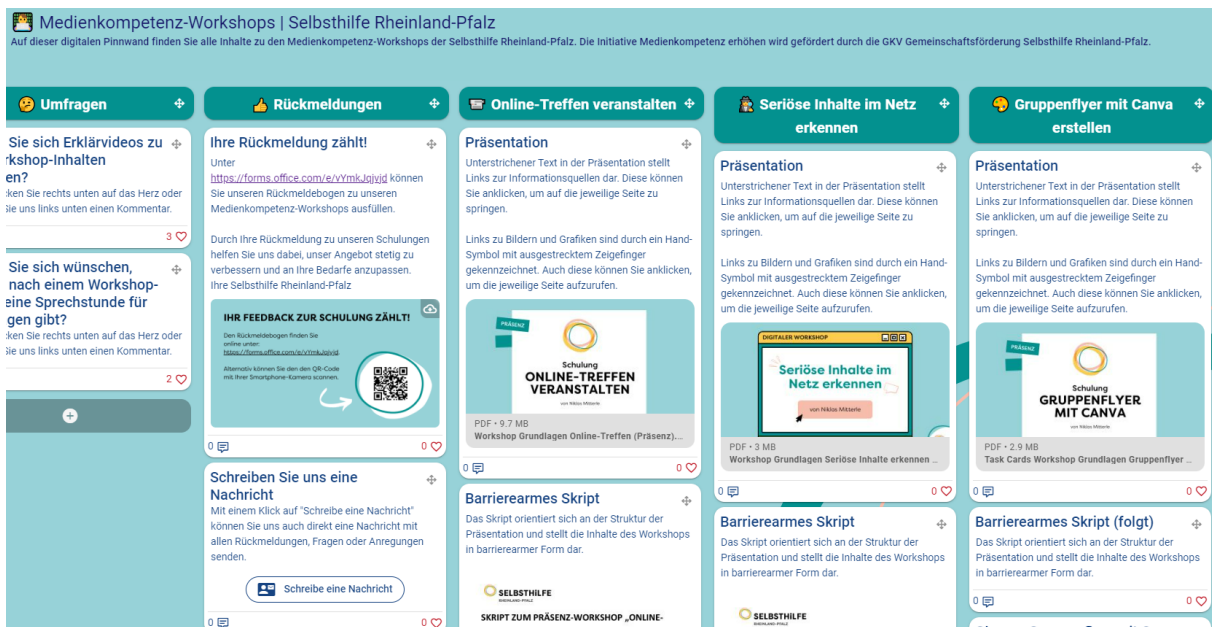 Medienkompetenz-Workshops | Selbsthilfe Rheinland-Pfalz
Auf dieser digitalen Pinnwand finden Sie alle Inhalte zu den Medienkompetenz-Workshops der Selbsthilfe Rheinland-Pfalz. Die Initiative Medienkompetenz erhöhen wird gefördert durch die GKV Gemeinschaftsförderung Selbsthilfe Rheinland-Pfalz.
Umfragen
Sie sich Erklärvideos zu
rkshop-Inhalten
en?
ken Sie rechts unten auf das Herz oder
Sie uns links unten einen Kommentar.
3
Sie sich wünschen,
nach einem Workshop-
eine Sprechstunde für
gen gibt?
ken Sie rechts unten auf das Herz oder
Sie uns links unten einen Kommentar.
2
Rückmeldungen
Ihre Rückmeldung zählt!
Unter
https://forms.office.com/e/vYmkJqjvjd können
Sie unseren Rückmeldebogen zu unseren
Medienkompetenz-Workshops ausfüllen.
Durch Ihre Rückmeldung zu unseren Schulungen
helfen Sie uns dabei, unser Angebot stetig zu
verbessern und an Ihre Bedarfe anzupassen.
Ihre Selbsthilfe Rheinland-Pfalz
IHR FEEDBACK ZUR SCHULUNG ZÄHLT!
Den Rückmeldebogen finden Sie
online unter:
https://forms.office.com/e/vYmkJqjvjd.
Alternativ können Sie den den QR-Code
mit Ihrer Smartphone-Kamera scannen.
0 0
Schreiben Sie uns eine
Nachricht
Mit einem Klick auf "Schreibe eine Nachricht"
können Sie uns auch direkt eine Nachricht mit
allen Rückmeldungen, Fragen oder Anregungen
senden.
Schreibe eine Nachricht
0 0
Online-Treffen veranstalten
Präsentation
Unterstrichener Text in der Präsentation stellt
Links zur Informationsquellen dar. Diese können
Sie anklicken, um auf die jeweilige Seite zu
springen.
Links zu Bildern und Grafiken sind durch ein Hand-
Symbol mit ausgestrecktem Zeigefinger
gekennzeichnet. Auch diese können Sie anklicken,
um die jeweilige Seite aufzurufen.
PRÄSENZ
Schulung
ONLINE-TREFFEN
VERANSTALTEN
von Niklas Mitterle
PDF • 9.7 MB
Workshop Grundlagen Online-Treffen (Präsenz)....
0 0
Barrierearmes Skript
Das Skript orientiert sich an der Struktur der
Präsentation und stellt die Inhalte des Workshops
in barrierearmer Form dar.
SELBSTHILFE
RHEINLAND-PFALZ
SKRIPT ZUM PRÄSENZ-WORKSHOP „ONLINE-
Seriöse Inhalte im Netz
erkennen
Präsentation
Unterstrichener Text in der Präsentation stellt
Links zur Informationsquellen dar. Diese können
Sie anklicken, um auf die jeweilige Seite zu
springen.
Links zu Bildern und Grafiken sind durch ein Hand-
Symbol mit ausgestrecktem Zeigefinger
gekennzeichnet. Auch diese können Sie anklicken,
um die jeweilige Seite aufzurufen.
DIGITALER WORKSHOP
Seriöse Inhalte im
Netz erkennen
von Niklas Mitterle
PDF • 3 MB
Workshop Grundlagen Seriöse Inhalte erkennen ...
0 0
Barrierearmes Skript
Das Skript orientiert sich an der Struktur der
Präsentation und stellt die Inhalte des Workshops
in barrierearmer Form dar.
SELBSTHILFE
RHEINLAND-PFALZ
Gruppenflyer mit Canva
erstellen
Präsentation
Unterstrichener Text in der Präsentation stellt
Links zur Informationsquellen dar. Diese können
Sie anklicken, um auf die jeweilige Seite zu
springen.
Links zu Bildern und Grafiken sind durch ein Hand-
Symbol mit ausgestrecktem Zeigefinger
gekennzeichnet. Auch diese können Sie anklicken,
um die jeweilige Seite aufzurufen.
PRÄSENZ
Schulung
GRUPPENFLYER
MIT CANVA
von Niklas Mitterle
PDF • 2.9 MB
Task Cards Workshop Grundlagen Gruppenflyer ...
0 0
Barrierearmes Skript (folgt)
Das Skript orientiert sich an der Struktur der
Präsentation und stellt die Inhalte des Workshops
in barrierearmer Form dar.
0 0